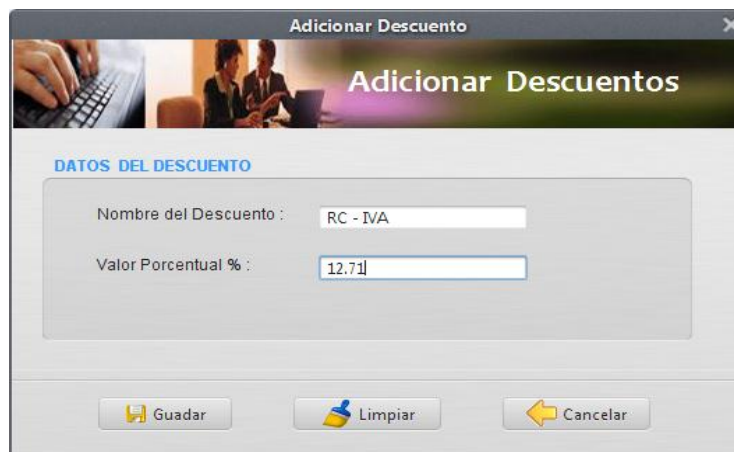 Adicionar Descuento
Adicionar Descuentos
DATOS DEL DESCUENTO
Nombre del Descuento : RC - IVA
Valor Porcentual % : 12.71
Guadar Limpiar Cancelar